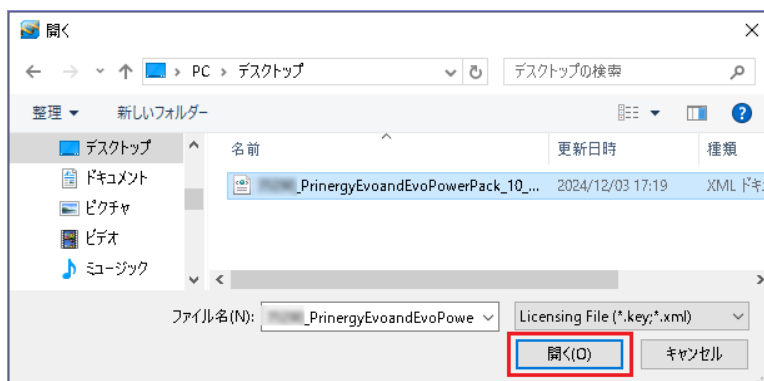 開く
PC > デスクトップ
デスクトップの検索
整理
新しいフォルダー
デスクトップ
ドキュメント
ピクチャ
ビデオ
ミュージック
名前 更新日時 種類
_PrinergyEvoandEvoPowerPack_10_... 2024/12/03 17:19 XML ドキ
ファイル名(N): _PrinergyEvoandEvoPowe Licensing File (*.key;*.xml)
開く(O) キャンセル